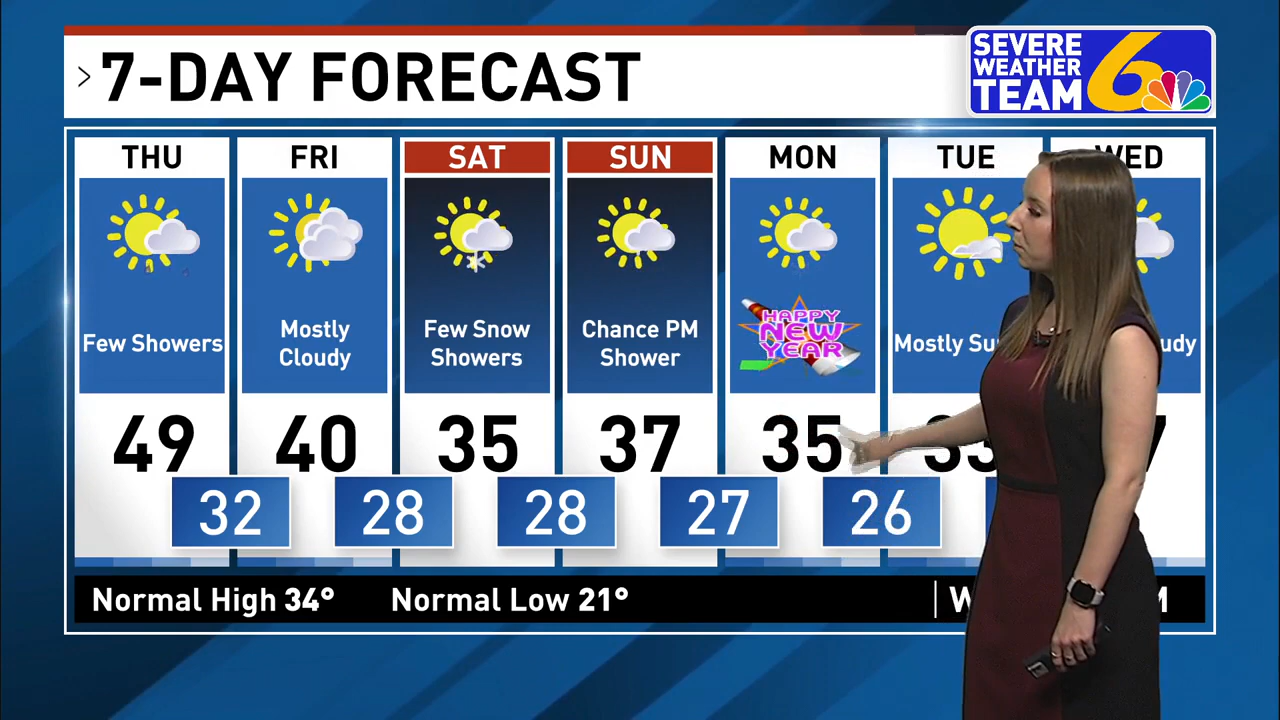 7-DAY FORECAST
SEVERE
WEATHER
TEAM 6
THU
FRI
SAT
SUN
MON
TUE
WED
Few Showers
Mostly
Cloudy
Few Snow
Showers
Chance PM
Shower
HAPPY
NEW
YEAR
Mostly
49
40
35
37
35
32
28
28
27
26
Normal High 34°
Normal Low 21°